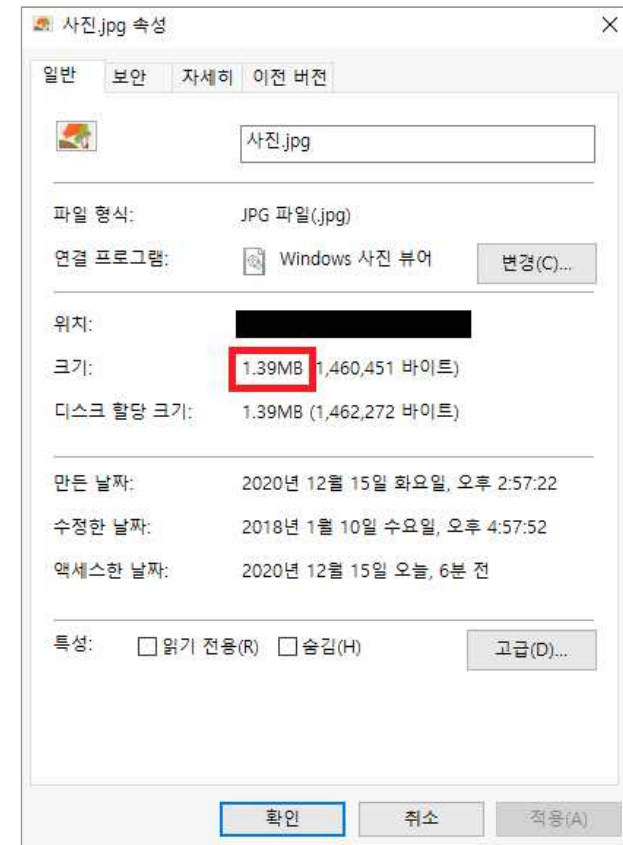 사진.jpg 속성
일반 보안 자세히 이전 버전
사진.jpg
파일 형식: JPG 파일(.jpg)
연결 프로그램: Windows 사진 뷰어 변경(C)...
위치:
크기: 1.39MB (1,460,451 바이트)
디스크 할당 크기: 1.39MB (1,462,272 바이트)
만든 날짜: 2020년 12월 15일 화요일, 오후 2:57:22
수정한 날짜: 2018년 1월 10일 수요일, 오후 4:57:52
액세스한 날짜: 2020년 12월 15일 오늘, 6분 전
특성: 읽기 전용(R) 숨김(H) 고급(D)...
확인 취소 적용(A)